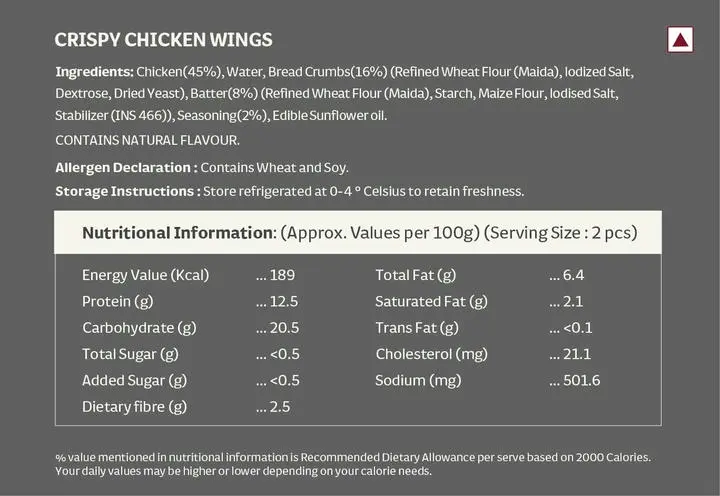 CRISPY CHICKEN WINGS
Ingredients: Chicken(45%), Water, Bread Crumbs(16%) (Refined Wheat Flour (Maida), Iodized Salt,
Dextrose, Dried Yeast), Batter(8%) (Refined Wheat Flour (Maida), Starch, Maize Flour, Iodised Salt,
Stabilizer (INS 466)), Seasoning(2%), Edible Sunflower oil.
CONTAINS NATURAL FLAVOUR.
Allergen Declaration : Contains Wheat and Soy.
Storage Instructions : Store refrigerated at 0-4 ° Celsius to retain freshness.
Nutritional Information: (Approx. Values per 100g) (Serving Size : 2 pcs)
Energy Value (Kcal) ... 189 Total Fat (g) ... 6.4
Protein (g) ... 12.5 Saturated Fat (g) ... 2.1
Carbohydrate (g) ... 20.5 Trans Fat (g) ... <0.1
Total Sugar (g) ... <0.5 Cholesterol (mg) ... 21.1
Added Sugar (g) ... <0.5 Sodium (mg) ... 501.6
Dietary fibre (g) ... 2.5
% value mentioned in nutritional information is Recommended Dietary Allowance per serve based on 2000 Calories.
Your daily values may be higher or lower depending on your calorie needs.